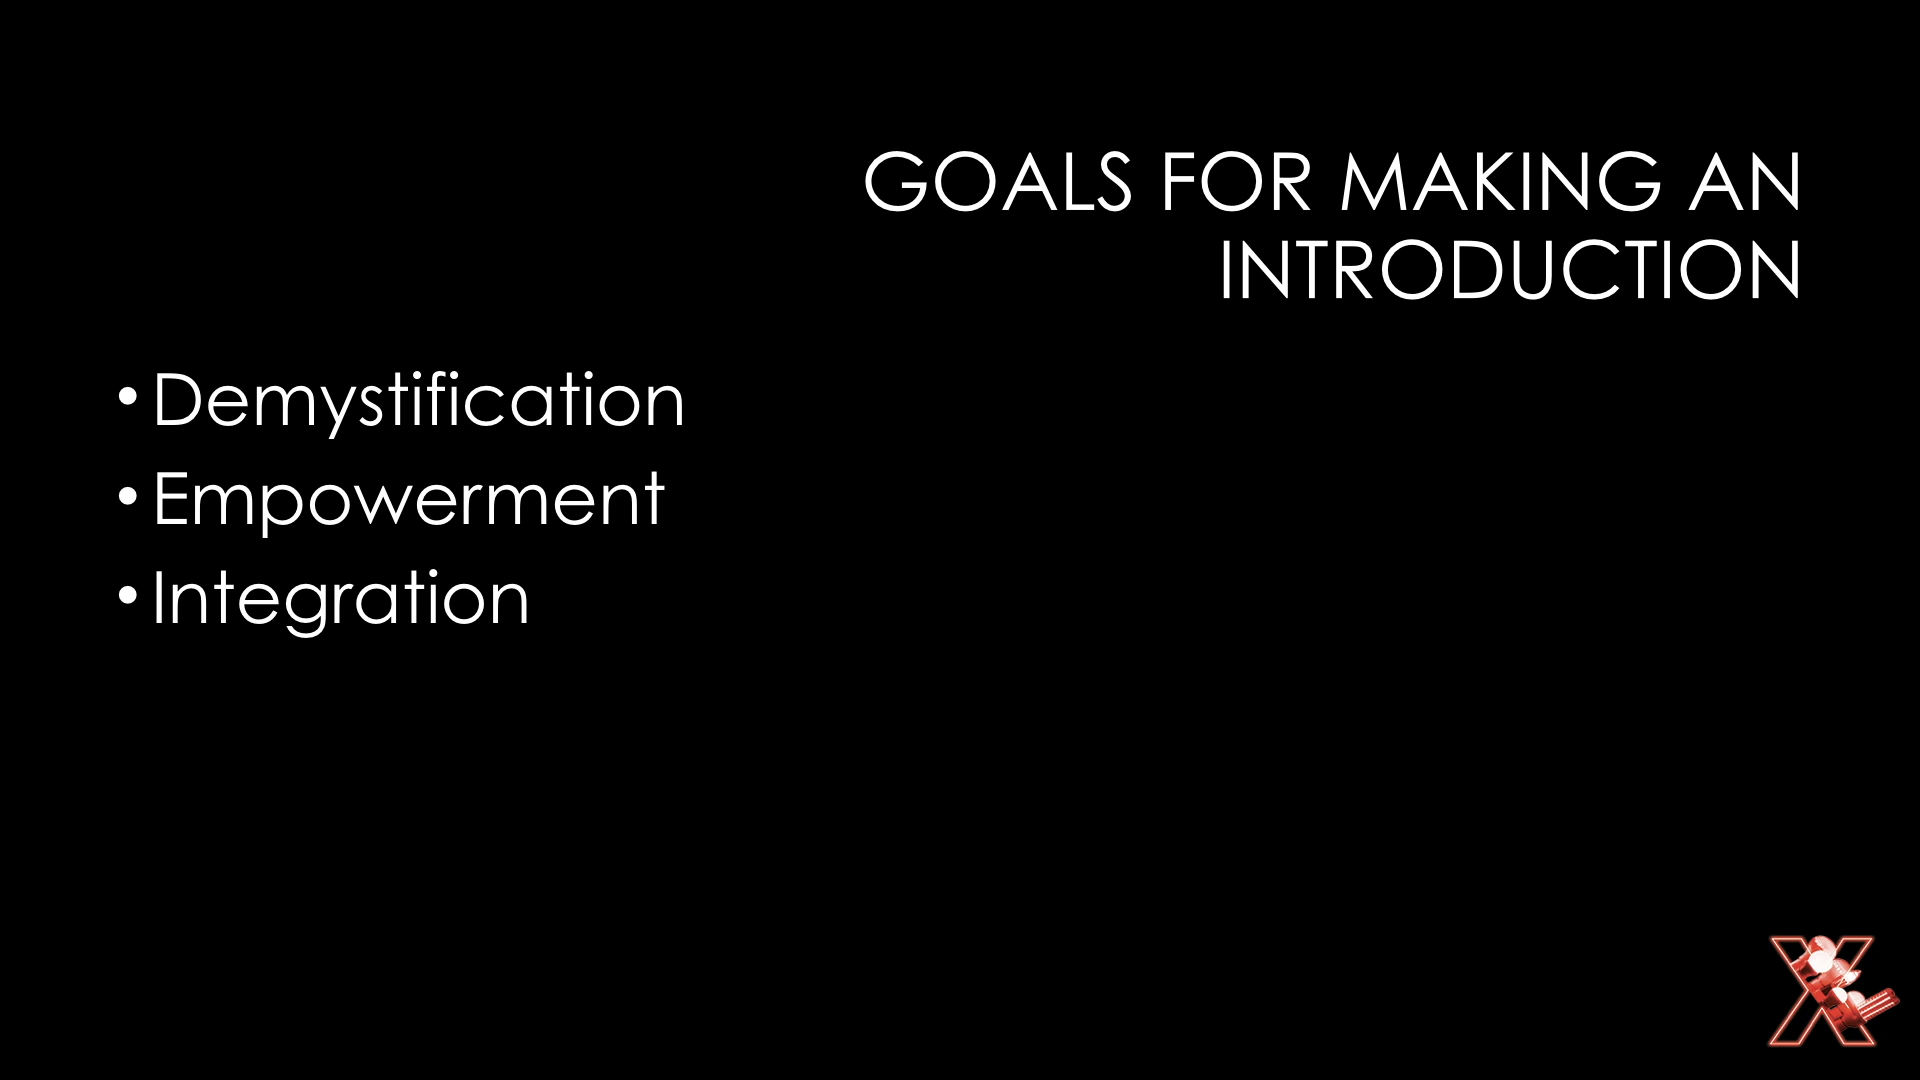 GOALS FOR MAKING AN
INTRODUCTION
• Demystification
• Empowerment
• Integration
X